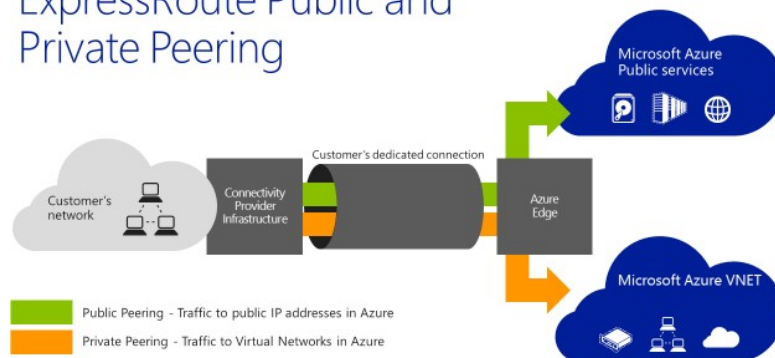 ExpressRoute Public and
Private Peering
Microsoft Azure
Public services
Customer's dedicated connection
Customer's
network
Connectivity
Provider
Infrastructure
Azure
Edge
Microsoft Azure VNET
Public Peering - Traffic to public IP addresses in Azure
Private Peering - Traffic to Virtual Networks in Azure